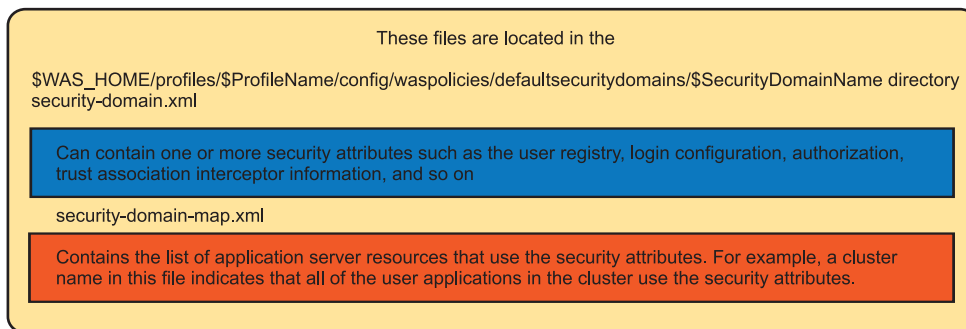 These files are located in the
$WAS_HOME/profiles/$ProfileName/config/waspolicies/defaultsecuritydomains/$SecurityDomainName directory
security-domain.xml
Can contain one or more security attributes such as the user registry, login configuration, authorization,
trust association interceptor information, and so on
security-domain-map.xml
Contains the list of application server resources that use the security attributes. For example, a cluster
name in this file indicates that all of the user applications in the cluster use the security attributes.